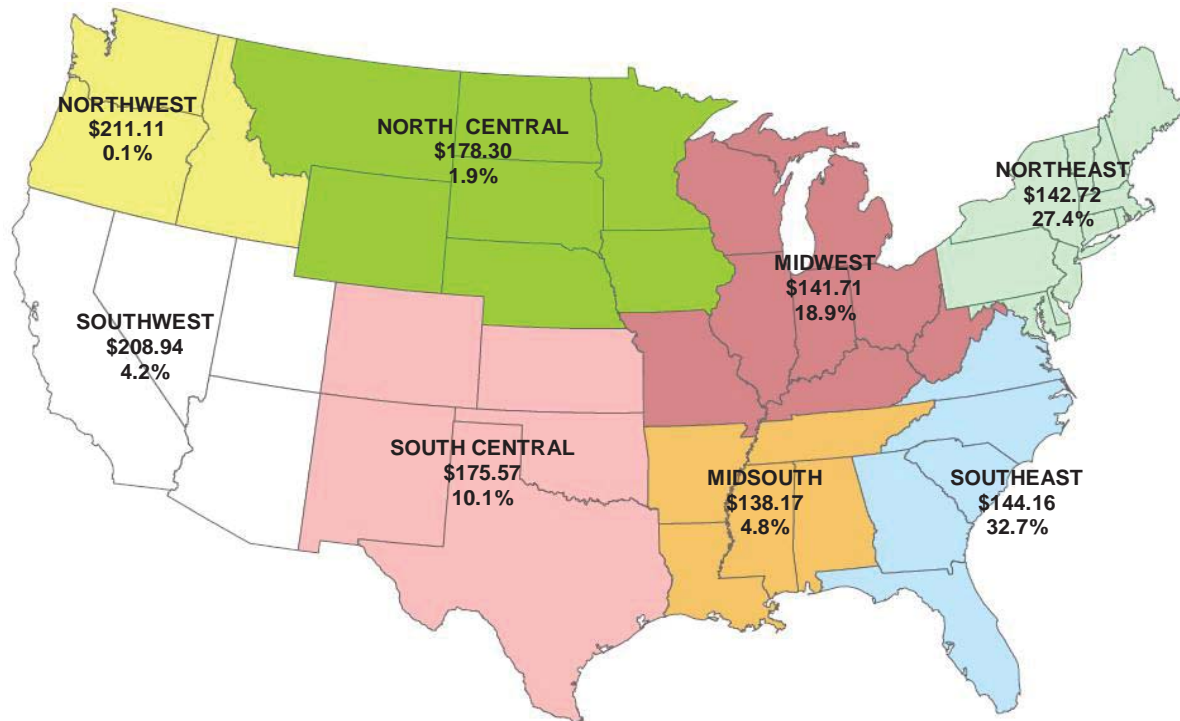 NORTHWEST
$211.11
0.1%
NORTH CENTRAL
$178.30
1.9%
NORTHEAST
$142.72
27.4%
MIDWEST
$141.71
18.9%
SOUTHWEST
$208.94
4.2%
SOUTH CENTRAL
$175.57
10.1%
MIDSOUTH
$138.17
4.8%
SOUTHEAST
$144.16
32.7%